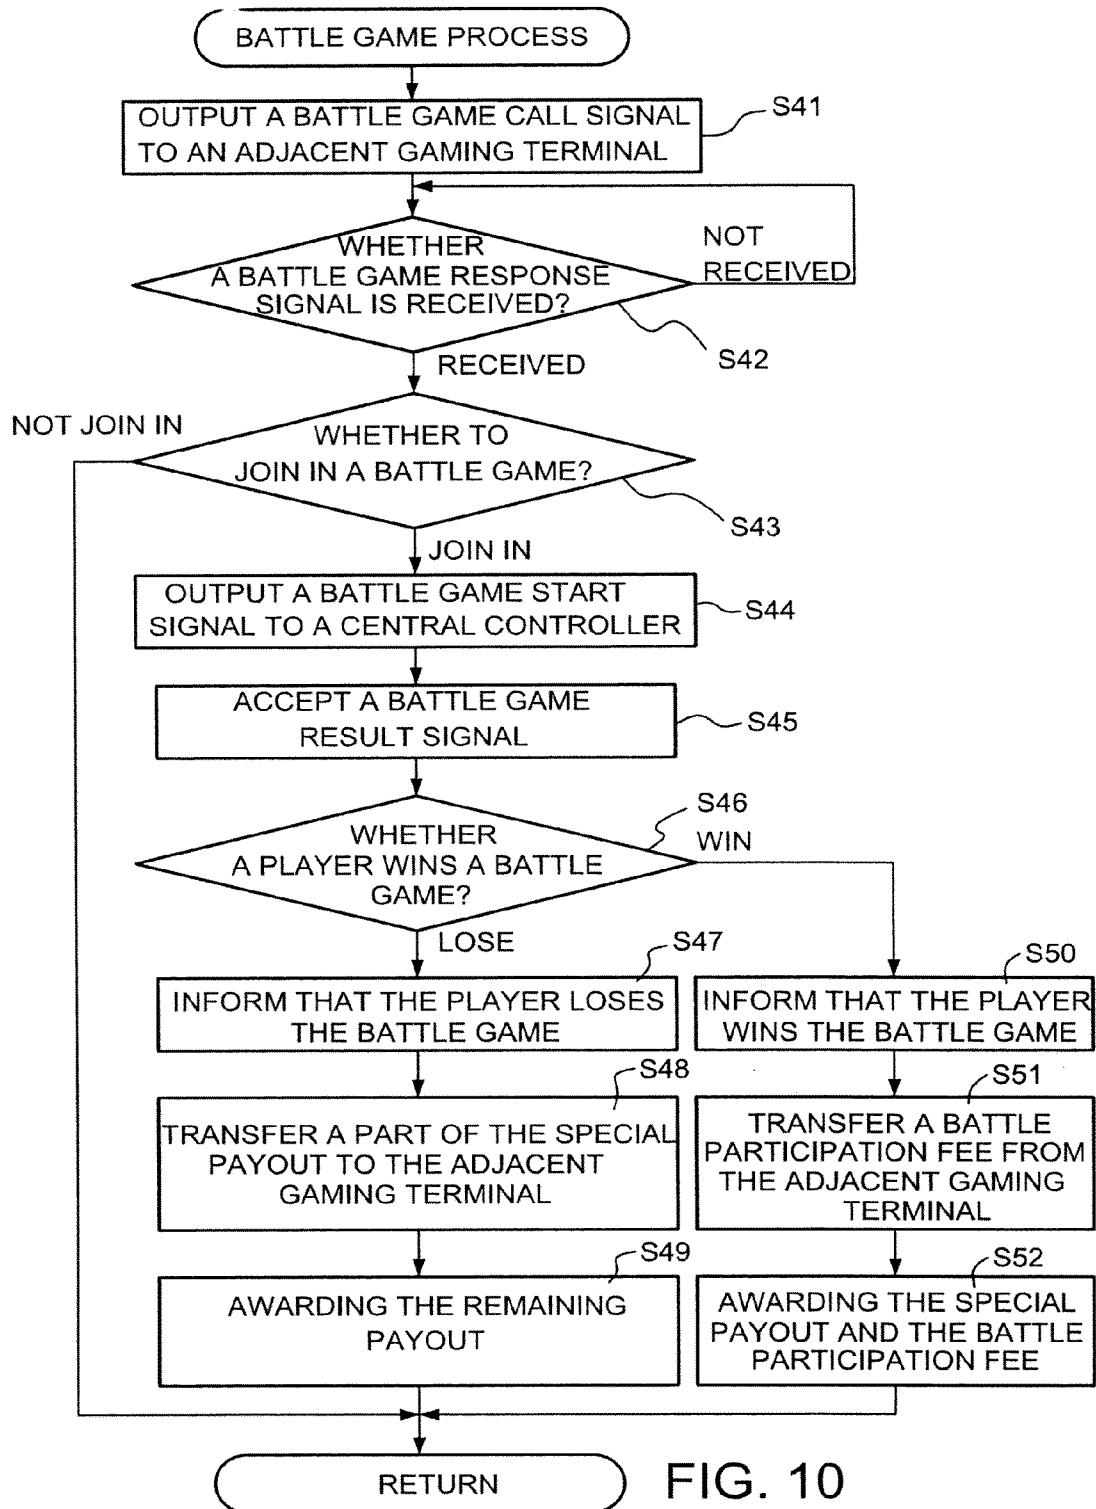 BATTLE GAME PROCESS
S41
OUTPUT A BATTLE GAME CALL SIGNAL
TO AN ADJACENT GAMING TERMINAL
WHETHER
A BATTLE GAME RESPONSE
SIGNAL IS RECEIVED?
NOT
RECEIVED
S42
RECEIVED
NOT JOIN IN
WHETHER TO
JOIN IN A BATTLE GAME?
S43
JOIN IN
OUTPUT A BATTLE GAME START
SIGNAL TO A CENTRAL CONTROLLER
S44
ACCEPT A BATTLE GAME
RESULT SIGNAL
S45
S46
WHETHER
A PLAYER WINS A BATTLE
GAME?
WIN
LOSE
S47
INFORM THAT THE PLAYER LOSES
THE BATTLE GAME
S50
INFORM THAT THE PLAYER
WINS THE BATTLE GAME
S48
TRANSFER A PART OF THE SPECIAL
PAYOUT TO THE ADJACENT
GAMING TERMINAL
S51
TRANSFER A BATTLE
PARTICIPATION FEE FROM
THE ADJACENT GAMING
TERMINAL
S49
AWARDING THE REMAINING
PAYOUT
S52
AWARDING THE SPECIAL
PAYOUT AND THE BATTLE
PARTICIPATION FEE
RETURN
FIG. 10